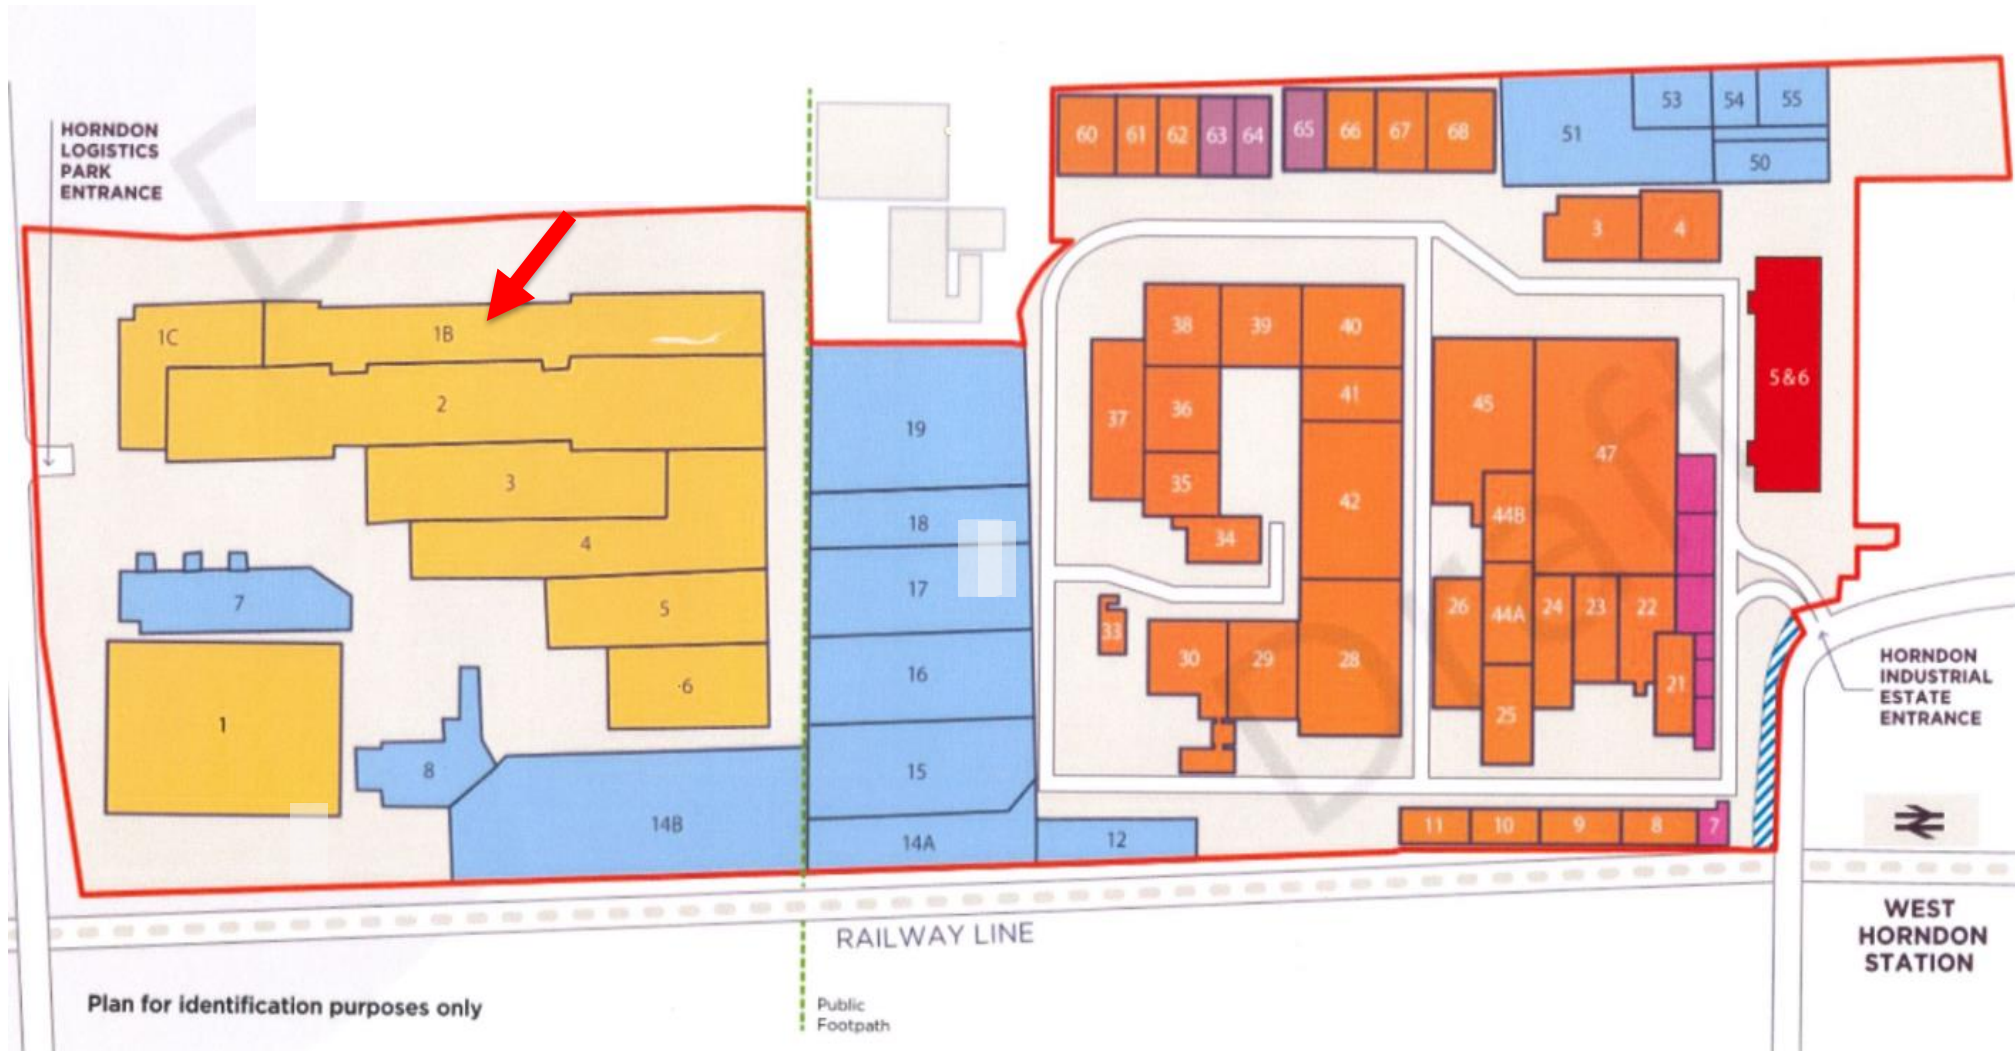 HORNDON
LOGISTICS
PARK
ENTRANCE
60 61 62 63 64 65 66 67 68
51 53 54 55
50
3 4
5&6
1C 1B
2
3
4
5
·6
7
1
8
14B
19
18
17
16
15
14A
12
38 39 40
37 36 41
35 42
34
33
30 29 28
45 47
44B
26 44A 24 23 22
25 21
11 10 9 8 7
HORNDON
INDUSTRIAL
ESTATE
ENTRANCE
WEST
HORNDON
STATION
RAILWAY LINE
Plan for identification purposes only
Public
Footpath
Draft